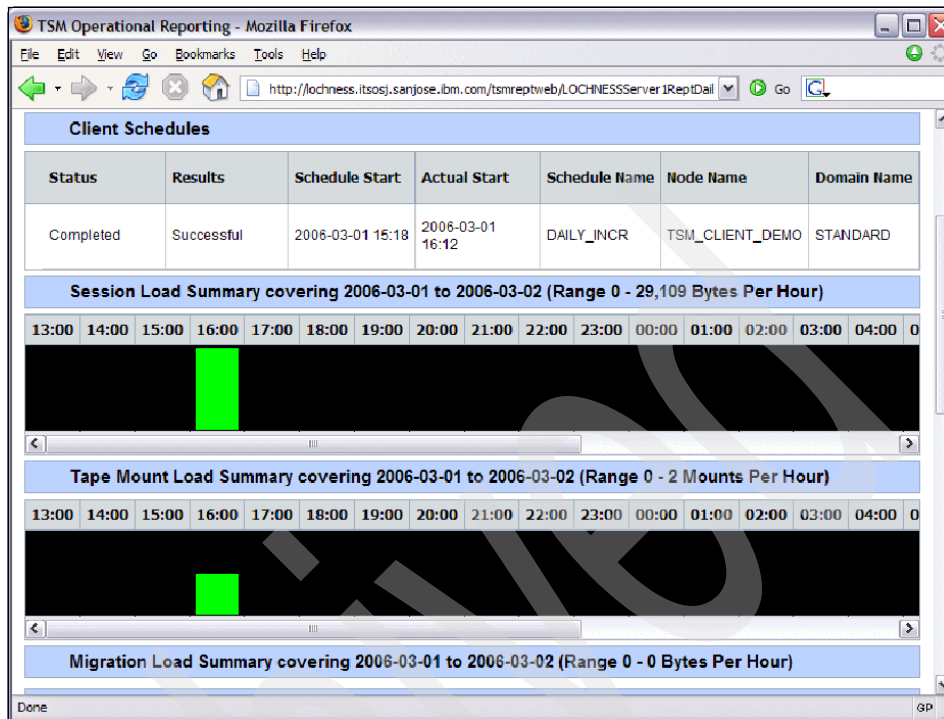 TSM Operational Reporting - Mozilla Firefox
File Edit View Go Bookmarks Tools Help
http://lochness.itsosj.sanjose.ibm.com/tsmreptweb/LOCHNESSServer1ReptDail Go G
Client Schedules
Status Results Schedule Start Actual Start Schedule Name Node Name Domain Name
Completed Successful 2006-03-01 15:18 2006-03-01 16:12 DAILY_INCR TSM_CLIENT_DEMO STANDARD
Session Load Summary covering 2006-03-01 to 2006-03-02 (Range 0 - 29,109 Bytes Per Hour)
13:00 14:00 15:00 16:00 17:00 18:00 19:00 20:00 21:00 22:00 23:00 00:00 01:00 02:00 03:00 04:00 0
Tape Mount Load Summary covering 2006-03-01 to 2006-03-02 (Range 0 - 2 Mounts Per Hour)
13:00 14:00 15:00 16:00 17:00 18:00 19:00 20:00 21:00 22:00 23:00 00:00 01:00 02:00 03:00 04:00 0
Migration Load Summary covering 2006-03-01 to 2006-03-02 (Range 0 - 0 Bytes Per Hour)
Done GP